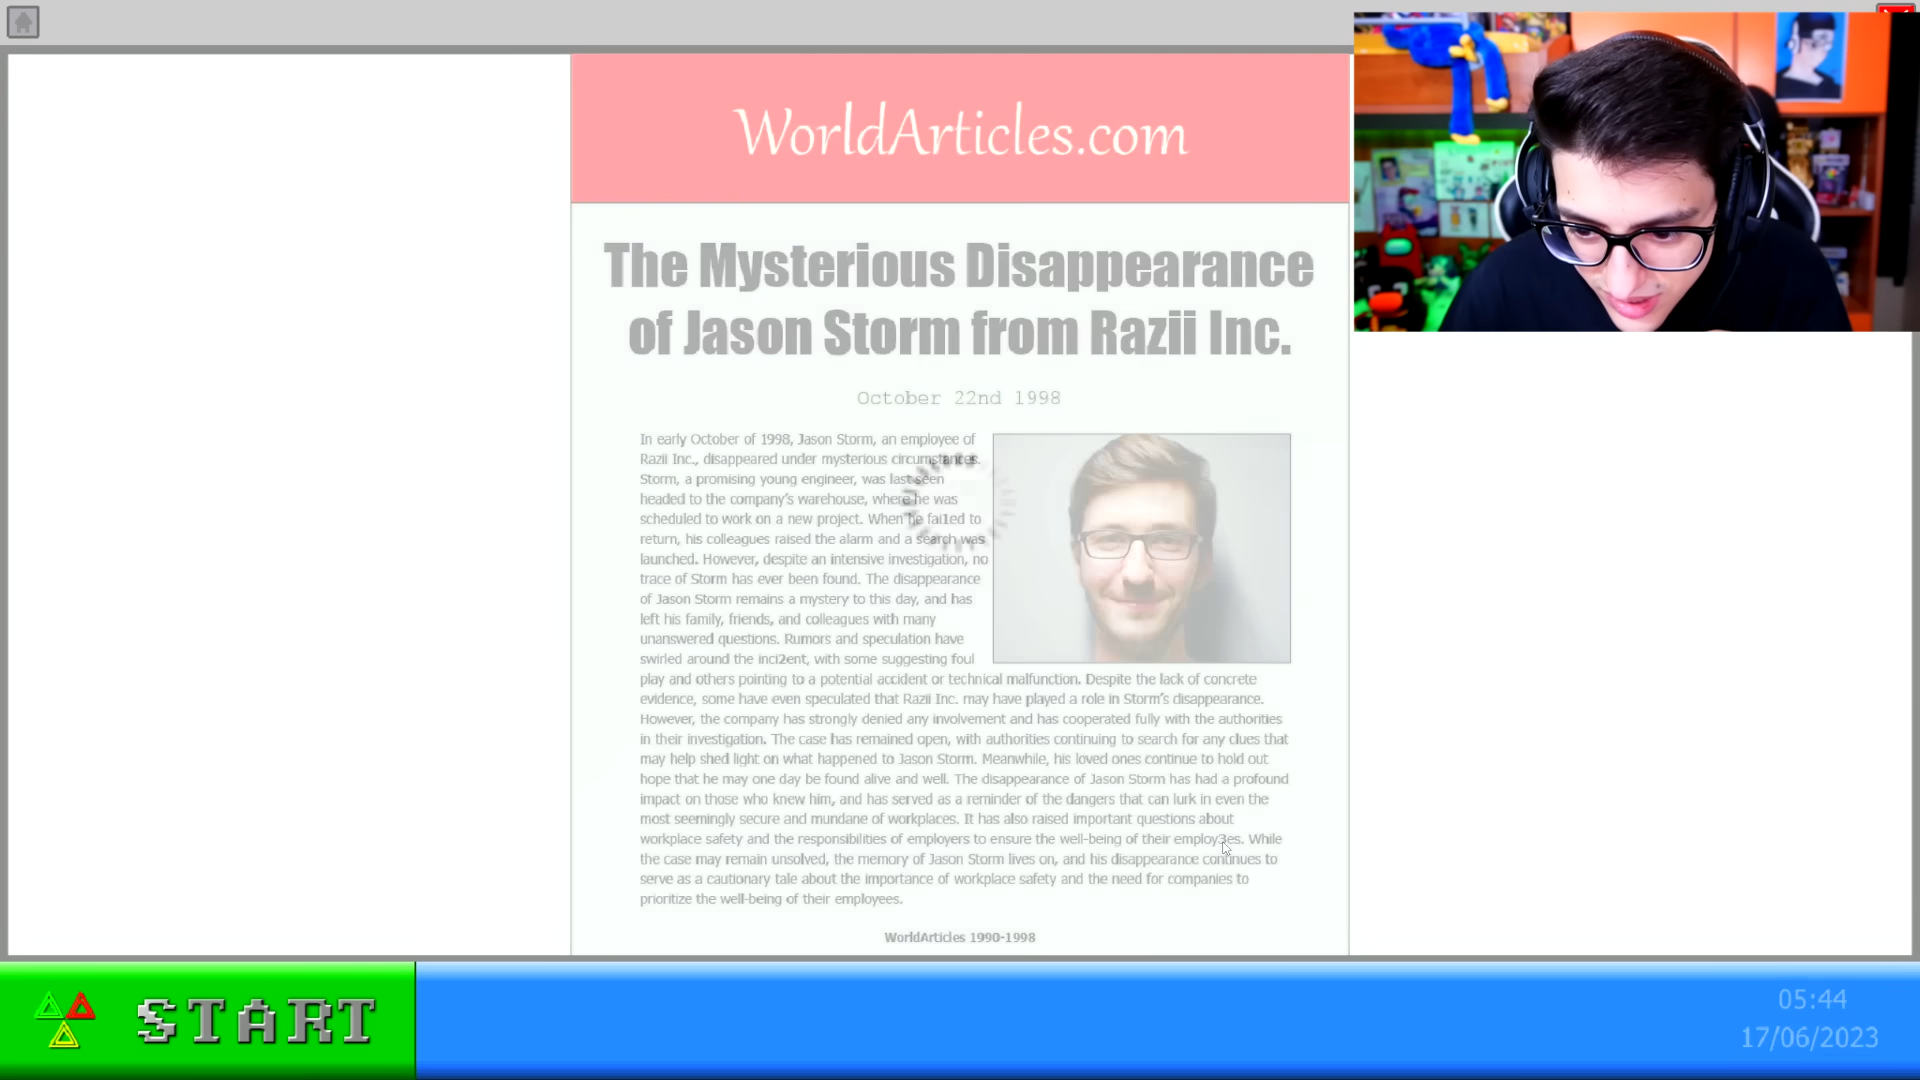 WorldArticles.com
The Mysterious Disappearance
of Jason Storm from Razii Inc.
October 22nd 1998
In early October of 1998, Jason Storm, an employee of
Razii Inc., disappeared under mysterious circumstances.
Storm, a promising young engineer, was last seen
headed to the company's warehouse, where he was
scheduled to work on a new project. When he fai1ed to
return, his colleagues raised the alarm and a search was
launched. However, despite an intensive investigation, no
trace of Storm has ever been found. The disappearance
of Jason Storm remains a mystery to this day, and has
left his family, friends, and colleagues with many
unanswered questions. Rumors and speculation have
swirled around the inci2ent, with some suggesting foul
play and others pointing to a potential accident or technical malfunction. Despite the lack of concrete
evidence, some have even speculated that Razii Inc. may have played a role in Storm's disappearance.
However, the company has strongly denied any involvement and has cooperated fully with the authorities
in their investigation. The case has remained open, with authorities continuing to search for any clues that
may help shed light on what happened to Jason Storm. Meanwhile, his loved ones continue to hold out
hope that he may one day be found alive and well. The disappearance of Jason Storm has had a profound
impact on those who knew him, and has served as a reminder of the dangers that can lurk in even the
most seemingly secure and mundane of workplaces. It has also raised important questions about
workplace safety and the responsibilities of employers to ensure the well-being of their employ3es. While
the case may remain unsolved, the memory of Jason Storm lives on, and his disappearance continues to
serve as a cautionary tale about the importance of workplace safety and the need for companies to
prioritize the well-being of their employees.
WorldArticles 1990-1998
START
05:44
17/06/2023